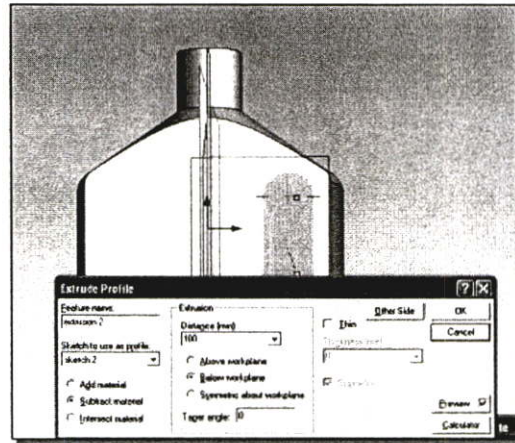 Extrude Profile
Feature name:
extrusion 2
Sketch to use as profile:
sketch 2
Add material
Subtract material
Intersect material
Extrusion
Distance (mm)
100
Above workplane
Below workplane
Symmetric about workplane
Taper angle: 0
Thin
0
Other Side
OK
Cancel
Preview
Calculator
te